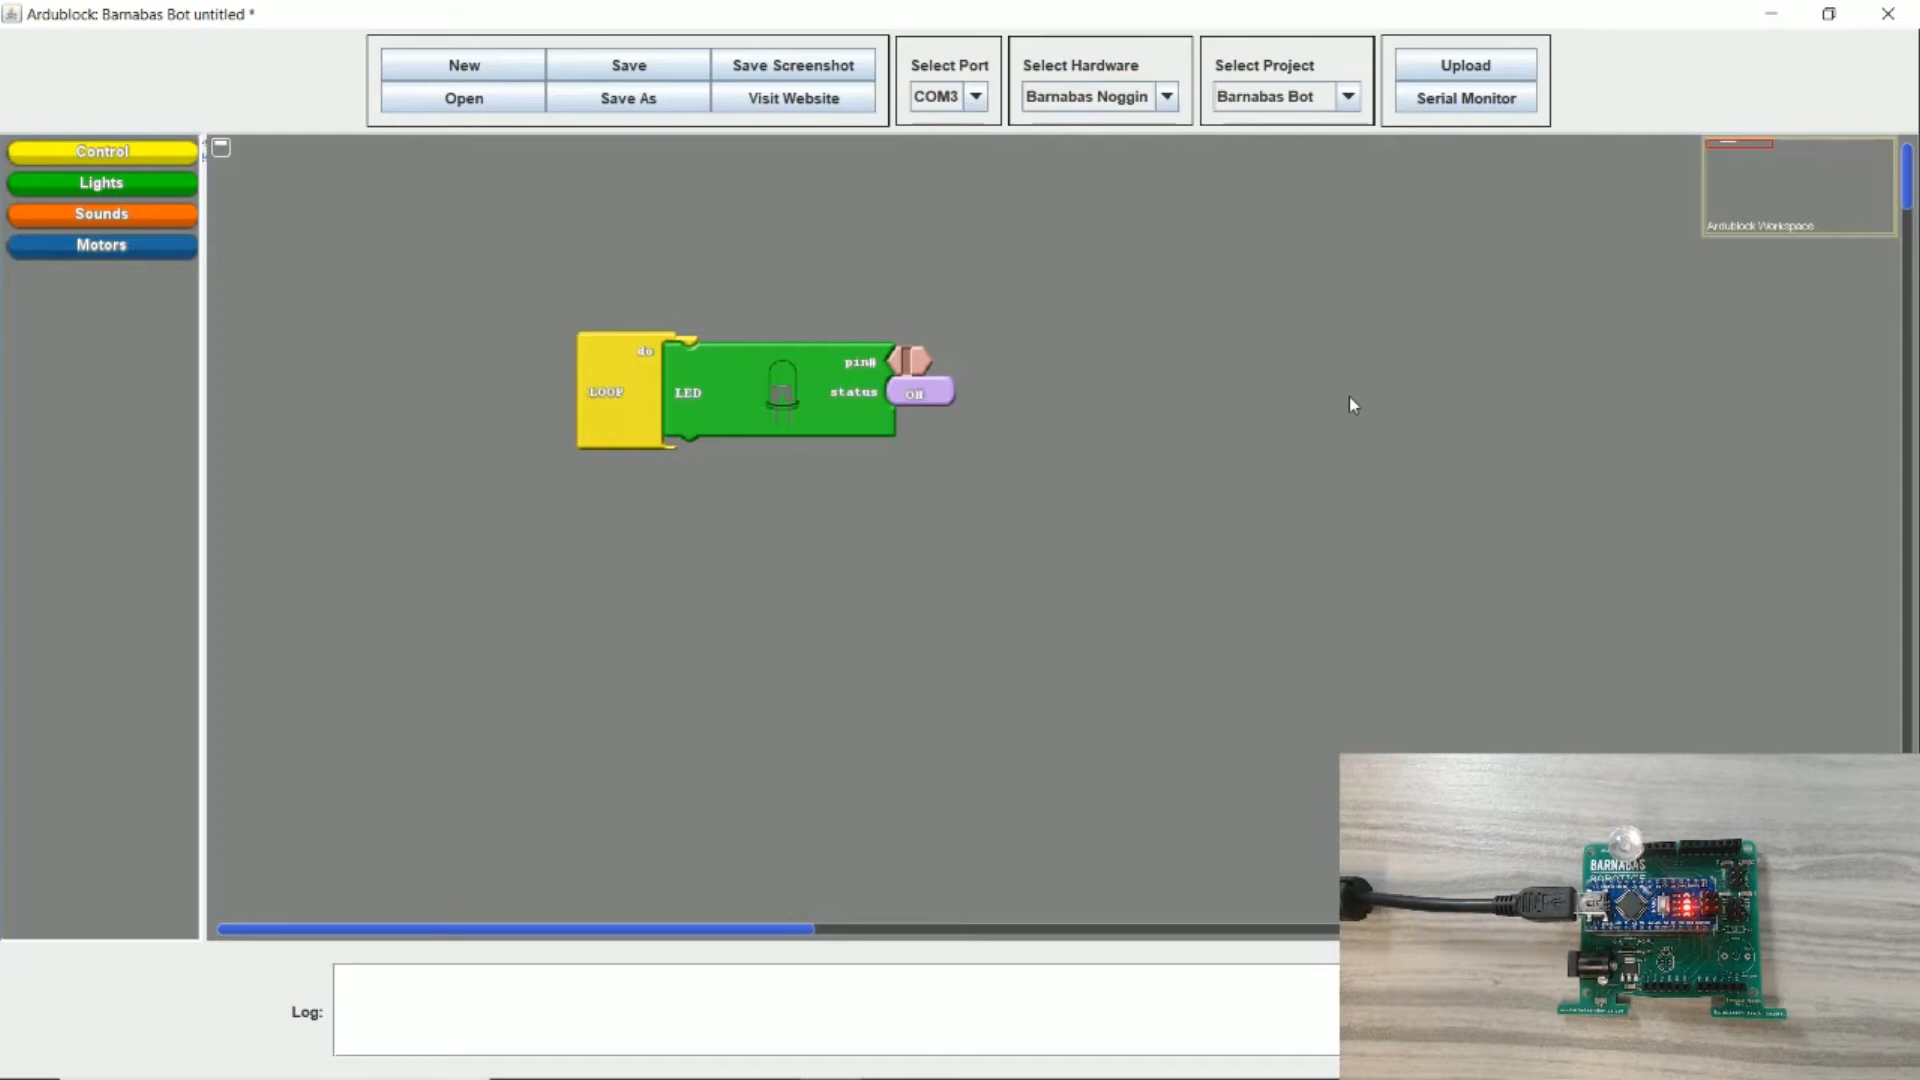 Ardublock: Barnabas Bot untitled *
New
Save
Save Screenshot
Open
Save As
Visit Website
Select Port
COM3
Select Hardware
Barnabas Noggin
Select Project
Barnabas Bot
Upload
Serial Monitor
Control
Lights
Sounds
Motors
Ardublock Workspace
do
LOOP
LED
pin#
status
ON
Log:
BARNABAS
ROBOTICS